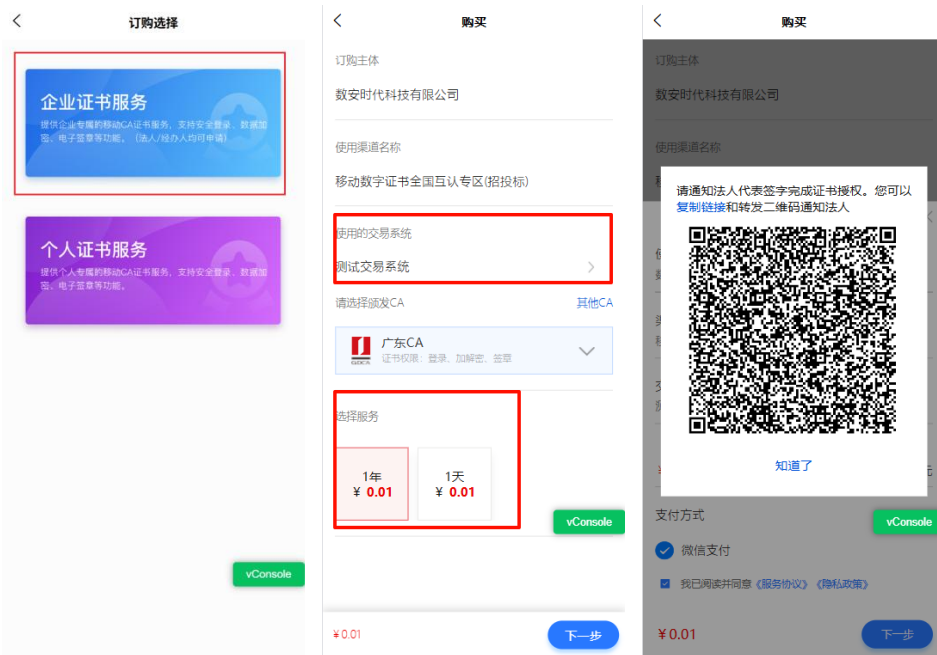 订购选择
企业证书服务
提供企业专属的移动CA证书服务，支持安全登录、数据加
密、电子签章等功能。（法人/经办人均可申请）
个人证书服务
提供个人专属的移动CA证书服务，支持安全登录、数据加
密、电子签章等功能。
vConsole
购买
订购主体
数安时代科技有限公司
使用渠道名称
移动数字证书全国互认专区(招投标)
使用的交易系统
测试交易系统
请选择颁发CA
其他CA
广东CA
证书权限：登录、加解密、签章
选择服务
1年
¥ 0.01
1天
¥ 0.01
vConsole
¥0.01
下一步
购买
订购主体
数安时代科技有限公司
使用渠道名称
请通知法人代表签字完成证书授权。您可以
复制链接和转发二维码通知法人
知道了
支付方式
vConsole
微信支付
我已阅读并同意《服务协议》《隐私政策》
¥0.01
下一步